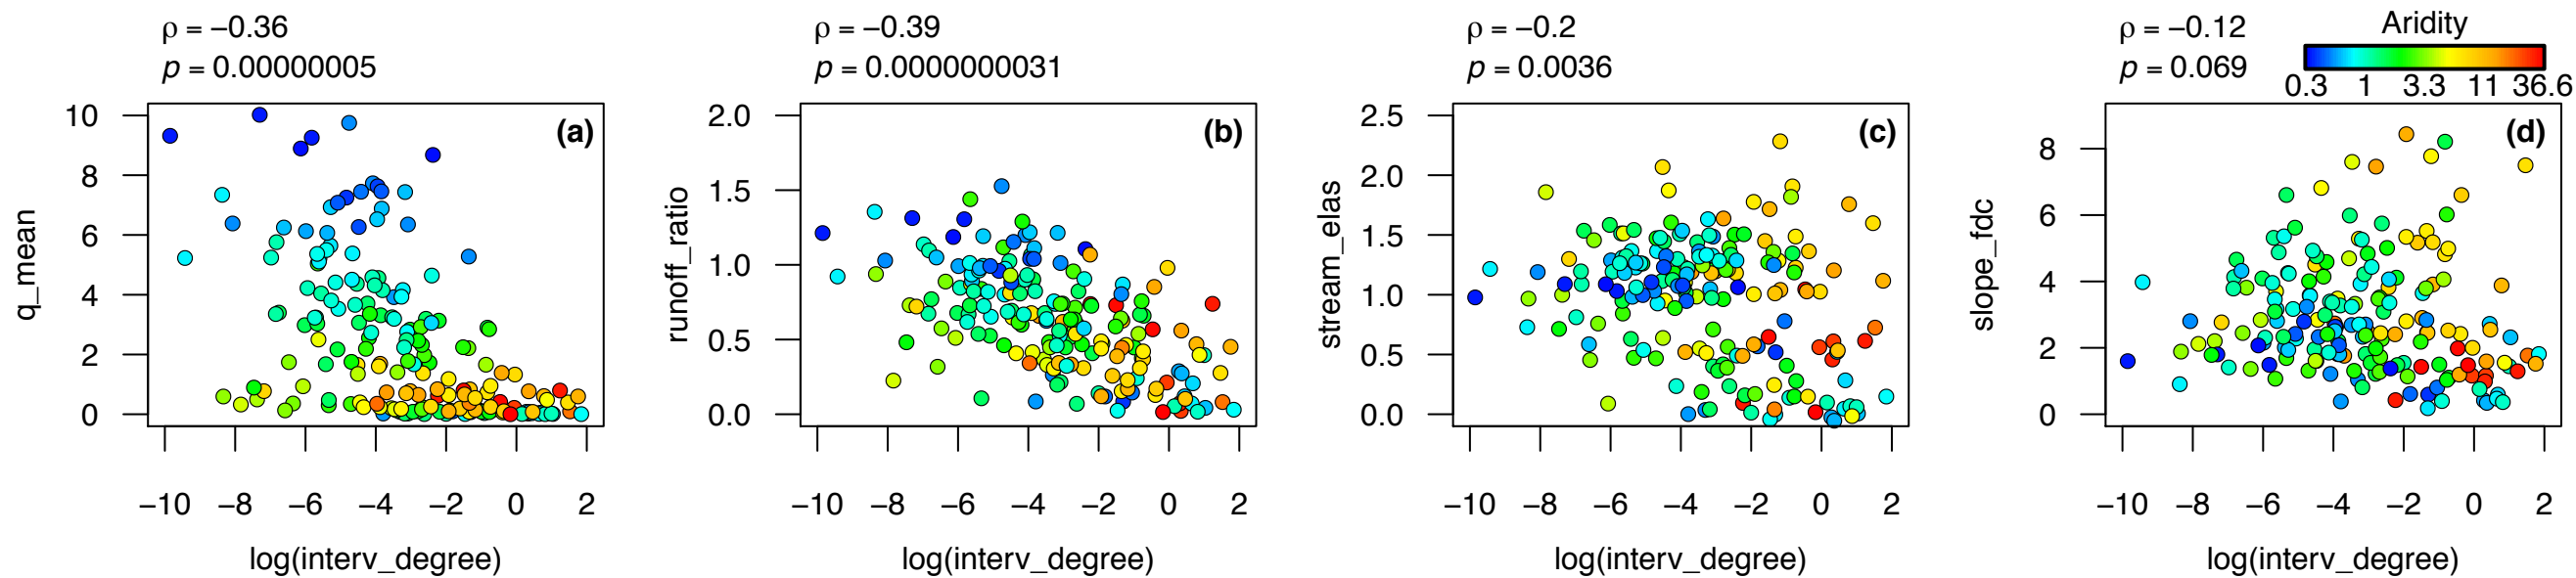 ρ = −0.36
p = 0.00000005
(a)
q_mean
10
8
6
4
2
0
−10 −8 −6 −4 −2 0 2
log(interv_degree)
ρ = −0.39
p = 0.0000000031
(b)
runoff_ratio
2.0
1.5
1.0
0.5
0.0
−10 −8 −6 −4 −2 0 2
log(interv_degree)
ρ = −0.2
p = 0.0036
(c)
stream_elas
2.5
2.0
1.5
1.0
0.5
0.0
−10 −8 −6 −4 −2 0 2
log(interv_degree)
ρ = −0.12
p = 0.069
Aridity
0.3 1 3.3 11 36.6
(d)
slope_fdc
8
6
4
2
0
−10 −8 −6 −4 −2 0 2
log(interv_degree)